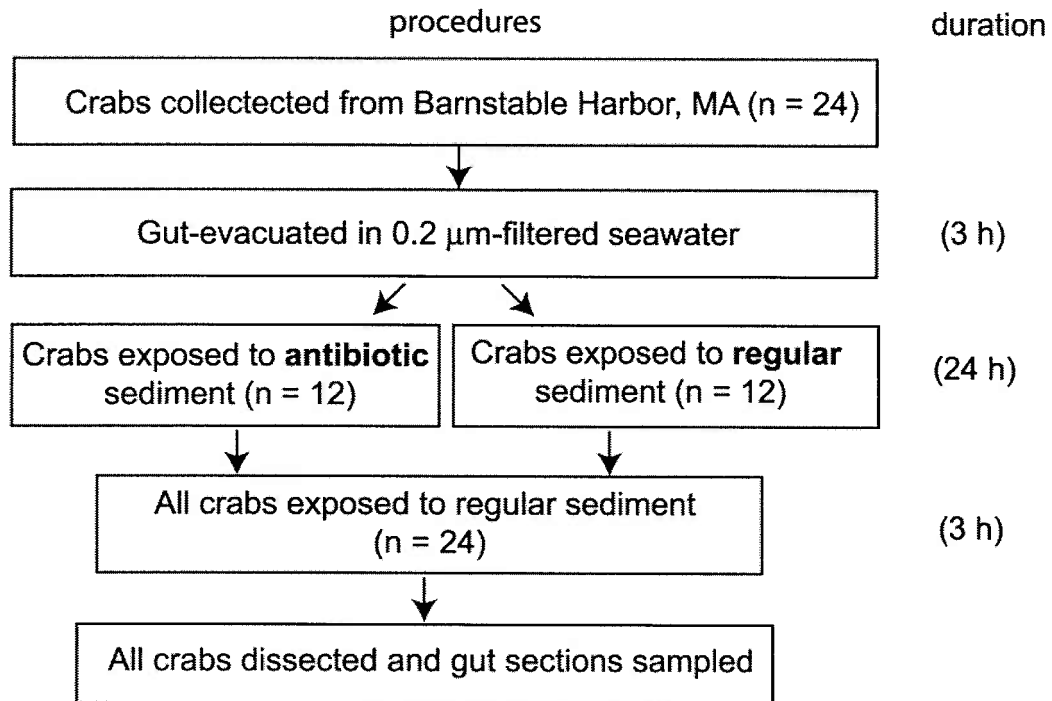 procedures
duration
Crabs collectected from Barnstable Harbor, MA (n = 24)
Gut-evacuated in 0.2 μm-filtered seawater
(3 h)
Crabs exposed to antibiotic
sediment (n = 12)
Crabs exposed to regular
sediment (n = 12)
(24 h)
All crabs exposed to regular sediment
(n = 24)
(3 h)
All crabs dissected and gut sections sampled